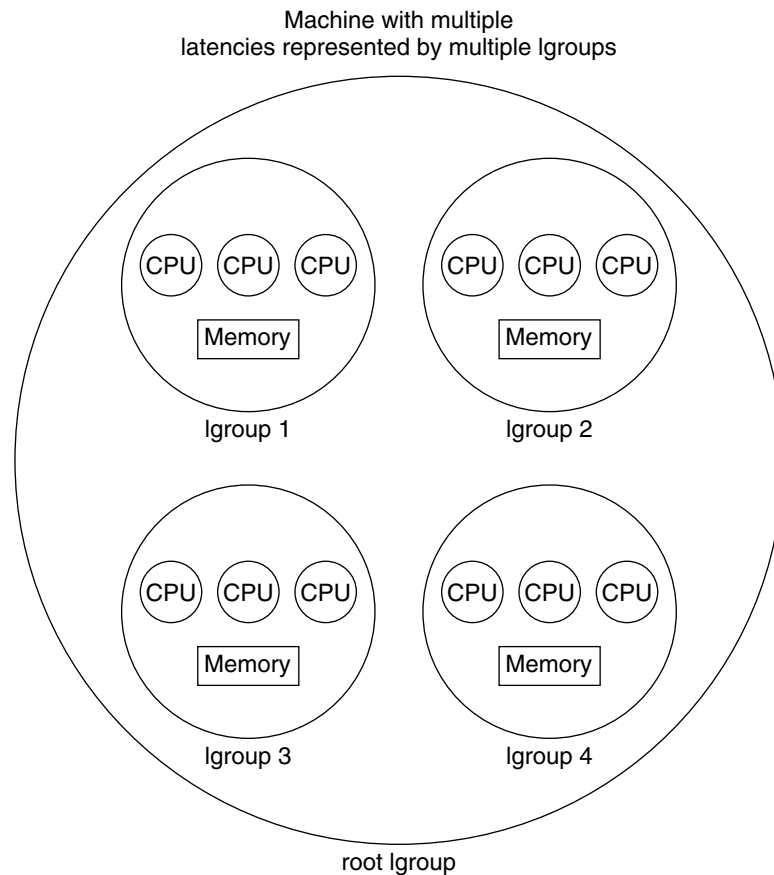 Machine with multiple
latencies represented by multiple lgroups
CPU CPU CPU
Memory
lgroup 1
CPU CPU CPU
Memory
lgroup 2
CPU CPU CPU
Memory
lgroup 3
CPU CPU CPU
Memory
lgroup 4
root lgroup